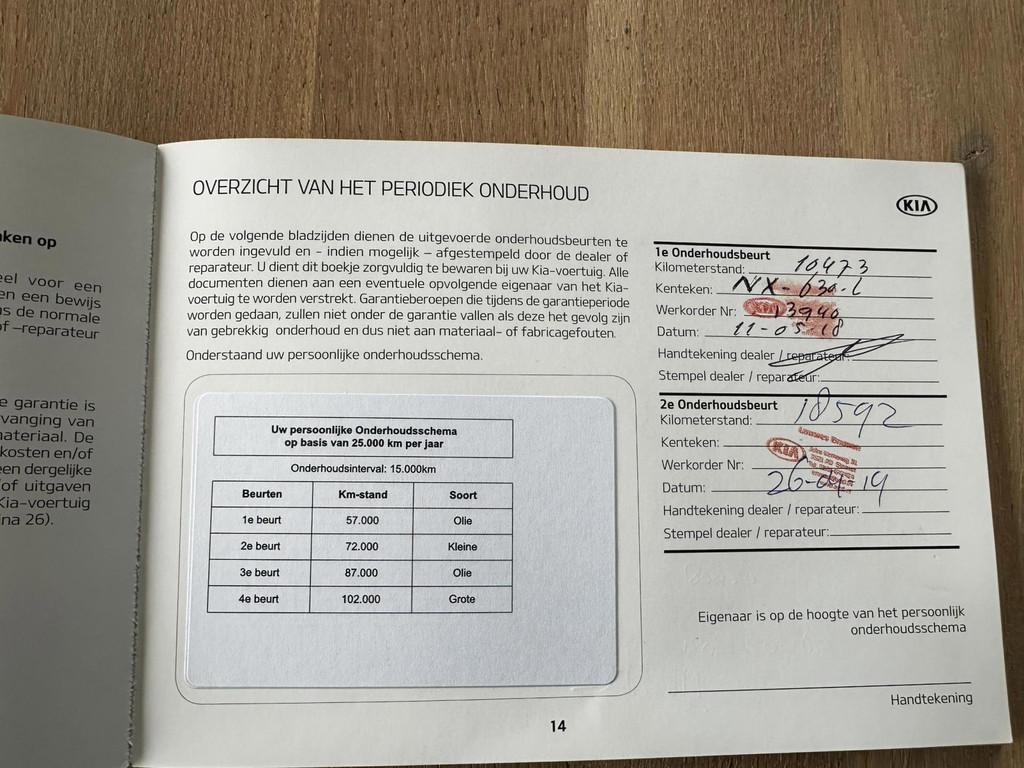 ken op
eel voor een
en een bewijs
s de normale
of –reparateur
e garantie is
vanging van
ateriaal. De
kosten en/of
en dergelijke
of uitgaven
Kia-voertuig
na 26).
OVERZICHT VAN HET PERIODIEK ONDERHOUD
Op de volgende bladzijden dienen de uitgevoerde onderhoudsbeurten te
worden ingevuld en - indien mogelijk – afgestempeld door de dealer of
reparateur. U dient dit boekje zorgvuldig te bewaren bij uw Kia-voertuig. Alle
documenten dienen aan een eventuele opvolgende eigenaar van het Kia-
voertuig te worden verstrekt. Garantieberoepen die tijdens de garantieperiode
worden gedaan, zullen niet onder de garantie vallen als deze het gevolg zijn
van gebrekkig onderhoud en dus niet aan materiaal- of fabricagefouten.
Onderstaand uw persoonlijke onderhoudsschema.
Uw persoonlijke Onderhoudsschema
op basis van 25.000 km per jaar
Onderhoudsinterval: 15.000km
Beurten Km-stand Soort
1e beurt 57.000 Olie
2e beurt 72.000 Kleine
3e beurt 87.000 Olie
4e beurt 102.000 Grote
14
KIA
1e Onderhoudsbeurt
Kilometerstand: 10473
Kenteken: NX-639-L
Werkorder Nr: 13940
Datum: 11-05-18
Handtekening dealer / reparateur:
Stempel dealer / reparateur:
2e Onderhoudsbeurt
Kilometerstand: 18592
Kenteken:
KIA
Werkorder Nr:
Datum: 26-04-19
Handtekening dealer / reparateur:
Stempel dealer / reparateur:
Eigenaar is op de hoogte van het persoonlijk
onderhoudsschema
Handtekening